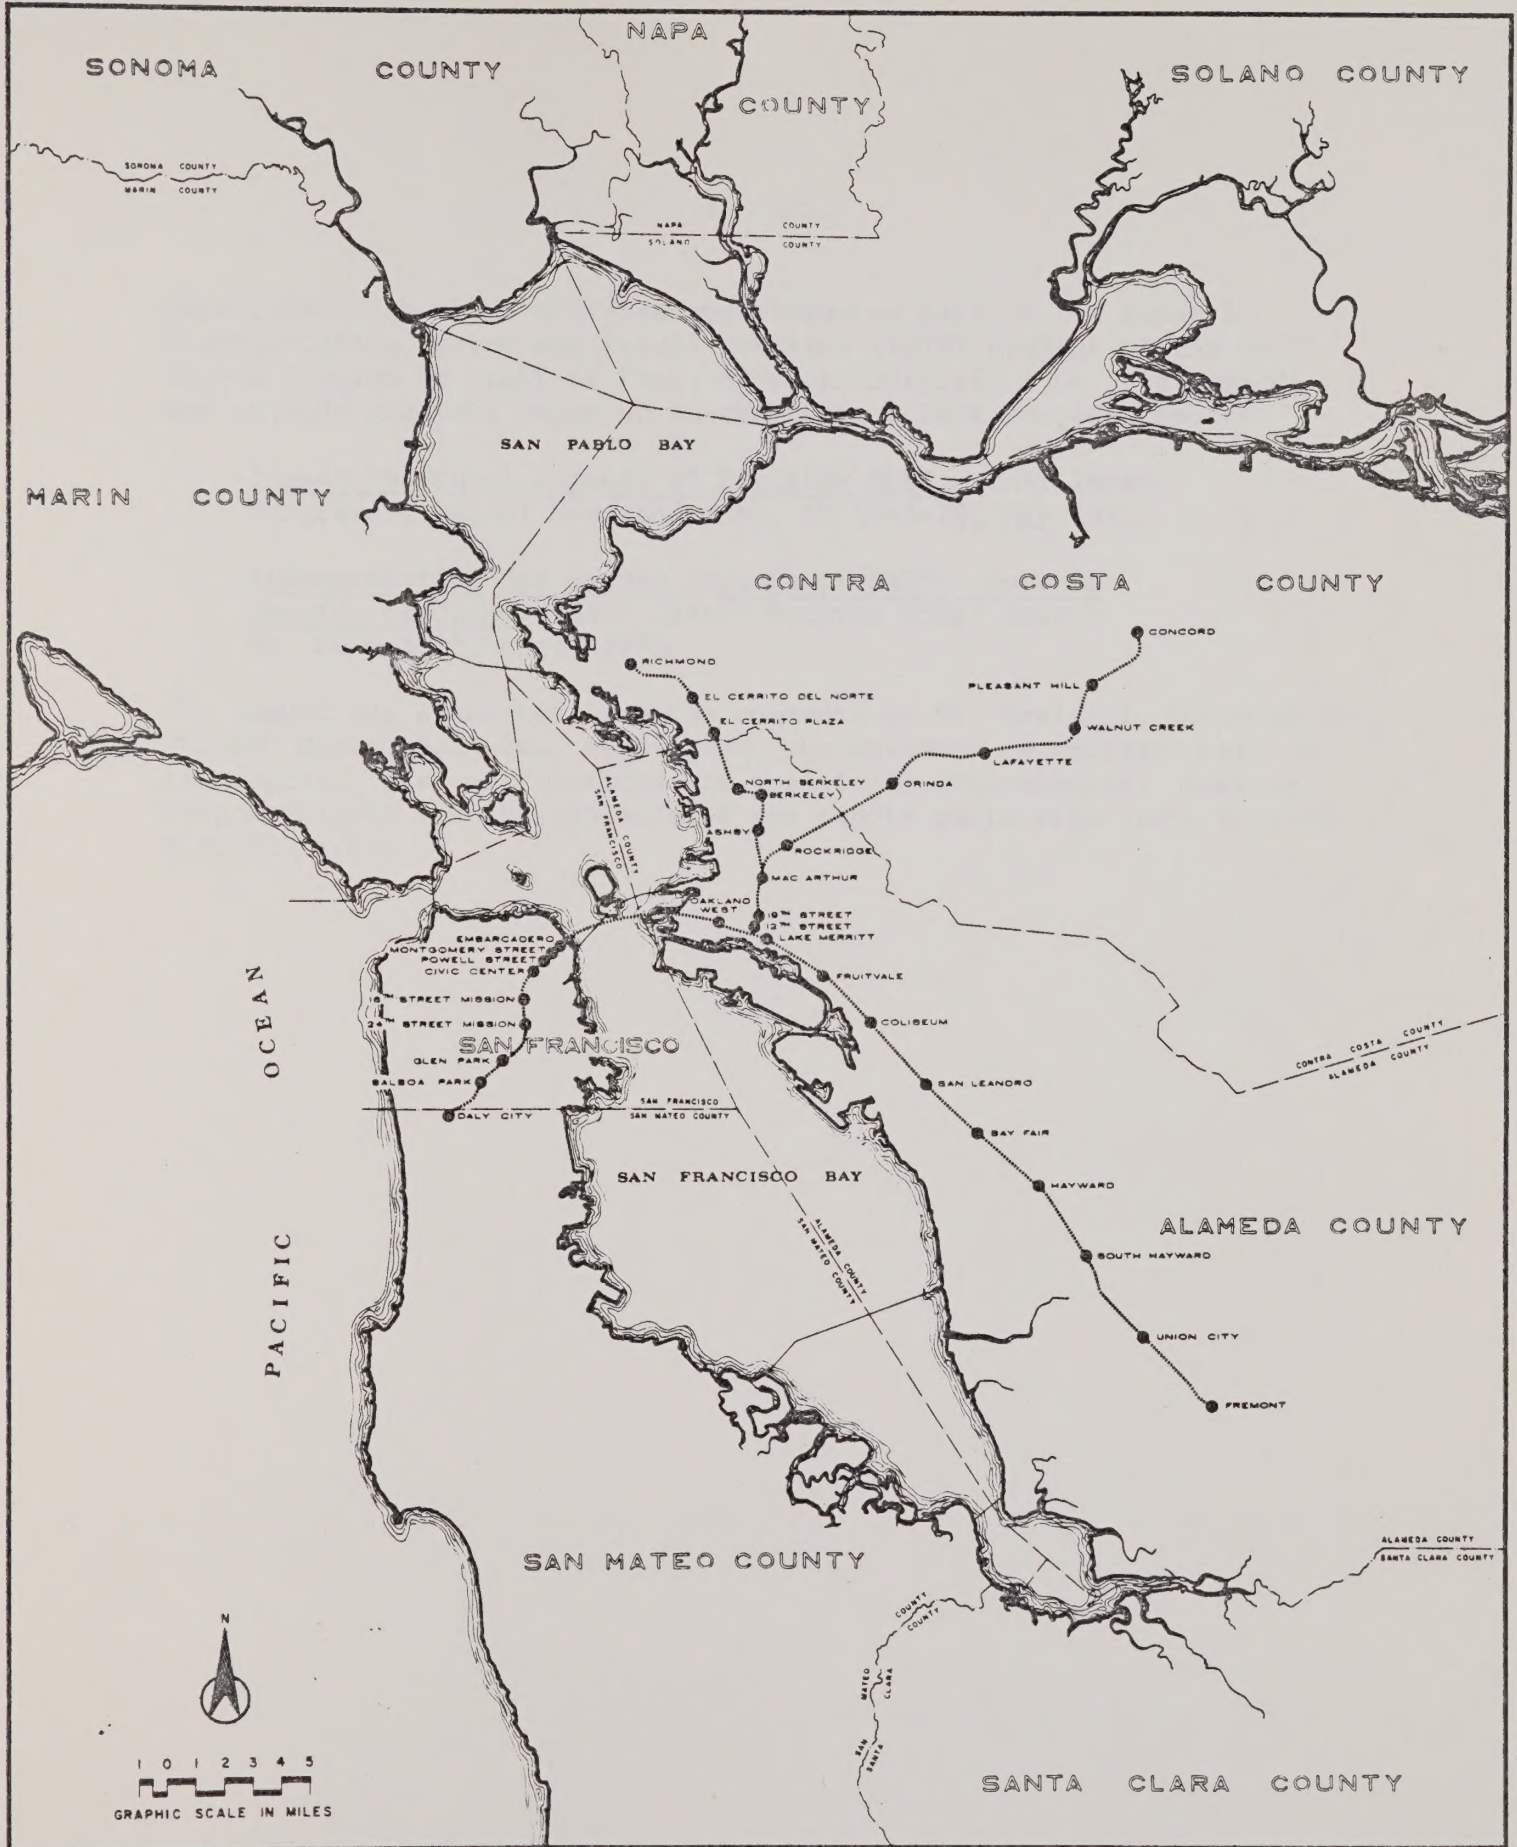 NAPA
SONOMA COUNTY
SOLANO COUNTY
COUNTY
SONOMA COUNTY
MARIN COUNTY
NAPA COUNTY
SOLANO COUNTY
SAN PABLO BAY
MARIN COUNTY
CONTRA COSTA COUNTY
CONCORD
RICHMOND
PLEASANT HILL
EL CERRITO DEL NORTE
EL CERRITO PLAZA
WALNUT CREEK
LAFAYETTE
ORINDA
NORTH BERKELEY
BERKELEY
ALAMEDA COUNTY
SAN FRANCISCO
ASHBY
ROCKRIDGE
MAC ARTHUR
OAKLAND
WEST
19TH STREET
12TH STREET
LAKE MERRITT
EMBARCADERO
MONTGOMERY STREET
POWELL STREET
CIVIC CENTER
FRUITVALE
16TH STREET MISSION
24TH STREET MISSION
COLISEUM
SAN FRANCISCO
GLEN PARK
BALBOA PARK
DALY CITY
SAN FRANCISCO
SAN MATEO COUNTY
CONTRA COSTA COUNTY
ALAMEDA COUNTY
SAN LEANDRO
BAY FAIR
SAN FRANCISCO BAY
HAYWARD
ALAMEDA COUNTY
ALAMEDA COUNTY
SAN MATEO COUNTY
SOUTH HAYWARD
PACIFIC OCEAN
UNION CITY
FREMONT
ALAMEDA COUNTY
SANTA CLARA COUNTY
SAN MATEO COUNTY
SAN MATEO COUNTY
SANTA CLARA COUNTY
N
1 0 1 2 3 4 5
GRAPHIC SCALE IN MILES
SANTA CLARA COUNTY